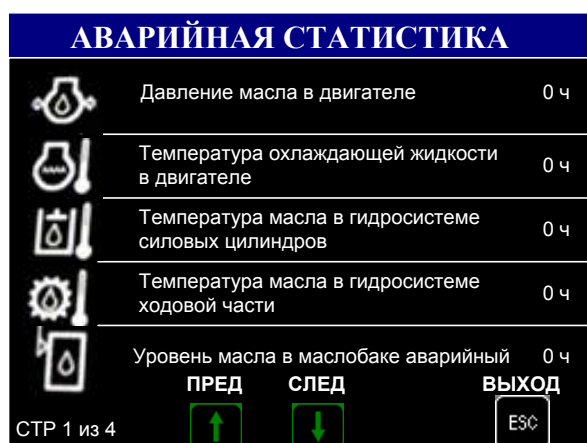 АВАРИЙНАЯ СТАТИСТИКА
Давление масла в двигателе 0 ч
Температура охлаждающей жидкости
в двигателе 0 ч
Температура масла в гидросистеме
силовых цилиндров 0 ч
Температура масла в гидросистеме
ходовой части 0 ч
Уровень масла в маслобаке аварийный 0 ч
ПРЕД СЛЕД ВЫХОД
СТР 1 из 4 ESC